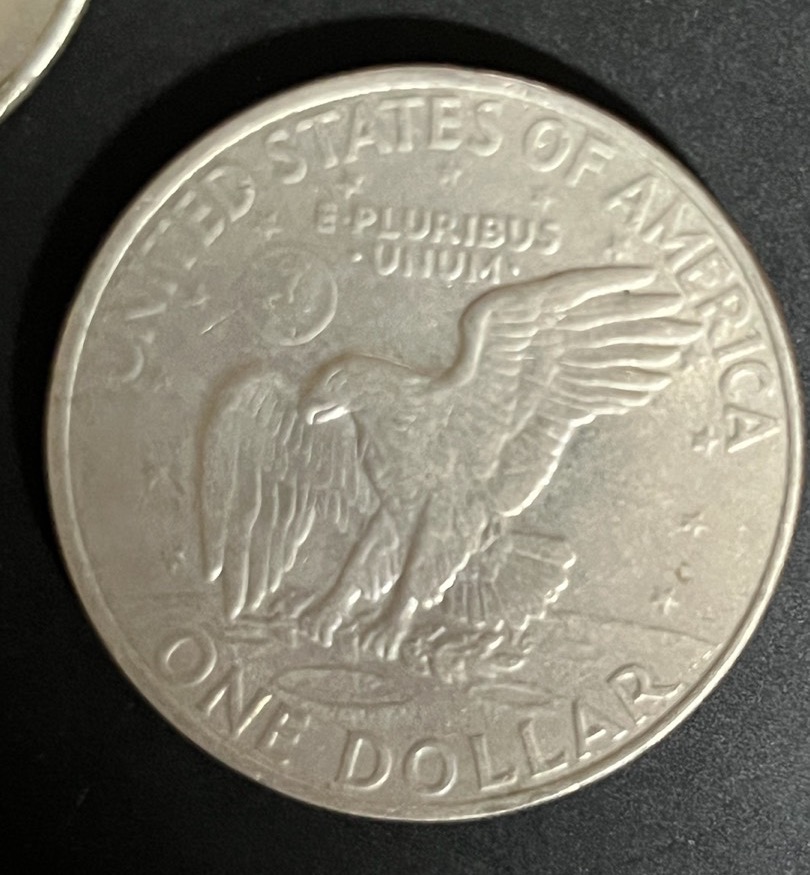 UNITED STATES OF AMERICA
E·PLURIBUS
·UNUM·
ONE DOLLAR